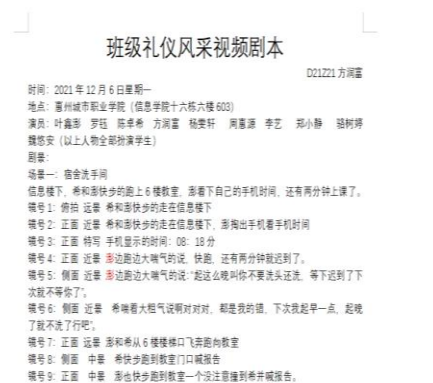 班级礼仪风采视频剧本
D21Z21 方润富
时间：2021 年 12 月 6 日星期一
地点：惠州城市职业学院（信息学院十六栋六楼 603）
演员：叶鑫澎 罗钰 陈卓希 方润富 杨雯轩 周惠源 李艺 郑小静 骆树婷
魏悠安（以上人物全部扮演学生）
剧景：
场景一：宿舍洗手间
信息楼下，希和澎快步的跑上 6 楼教室，澎看下自己的手机时间，还有两分钟上课了。
镜号 1：俯拍 远景 希和澎快步的走在信息楼下
镜号 2：正面 近景 希和澎快步的走在信息楼下，澎掏出手机看手机时间
镜号 3：正面 特写 手机显示的时间：08：18 分
镜号 4：正面 近景 澎边跑边大喘气的说，快跑，还有两分钟就迟到了。
镜号 5：侧面 近景 澎边跑边大喘气的说：“起这么晚叫你不要洗头还洗，等下迟到了下
次就不等你了”。
镜号 6：侧面 近景 希喘着大粗气说啊对对对，都是我的错，下次我起早一点，起晚
了就不洗了行吧”。
镜号 7：正面 远景 澎和希从 6 楼楼梯口飞奔跑向教室
镜号 8：侧面 中景 希快步跑到教室门口喊报告
镜号 9：正面 中景 澎也快步跑到教室一个没注意撞到希并喊报告。